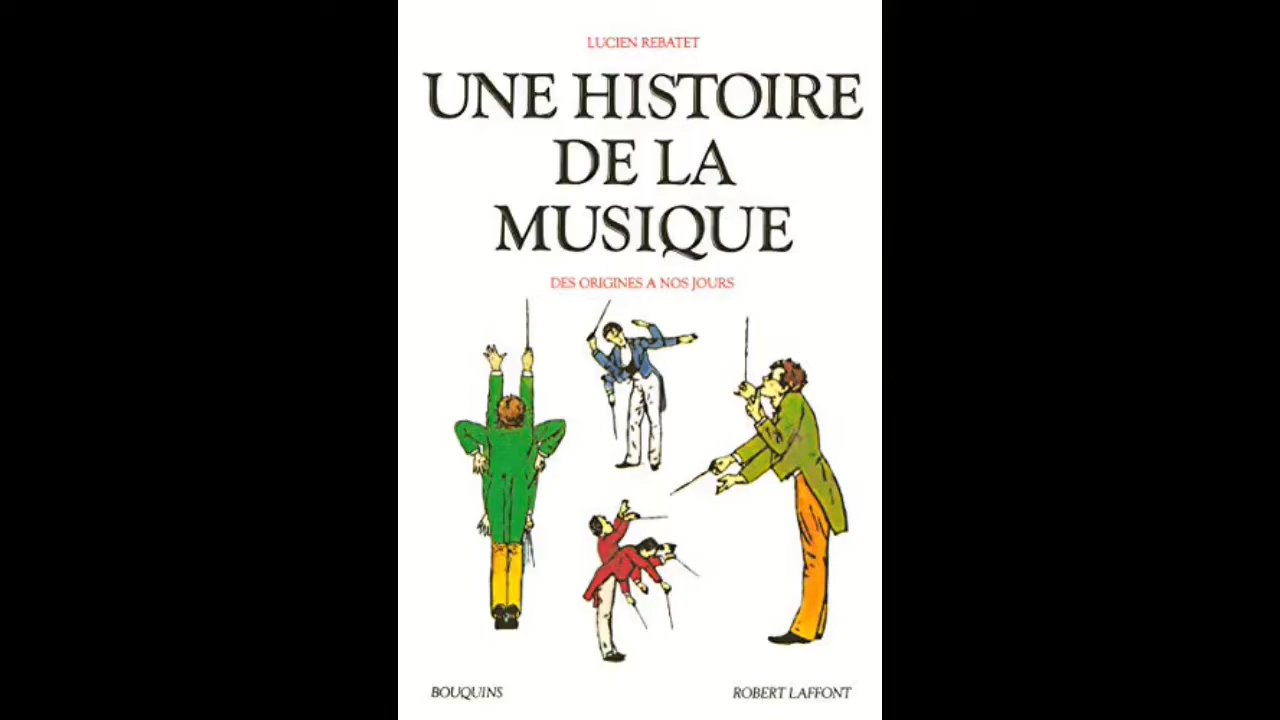 LUCIEN REBATET
UNE HISTOIRE
DE LA
MUSIQUE
DES ORIGINES A NOS JOURS
BOUQUINS
ROBERT LAFFONT